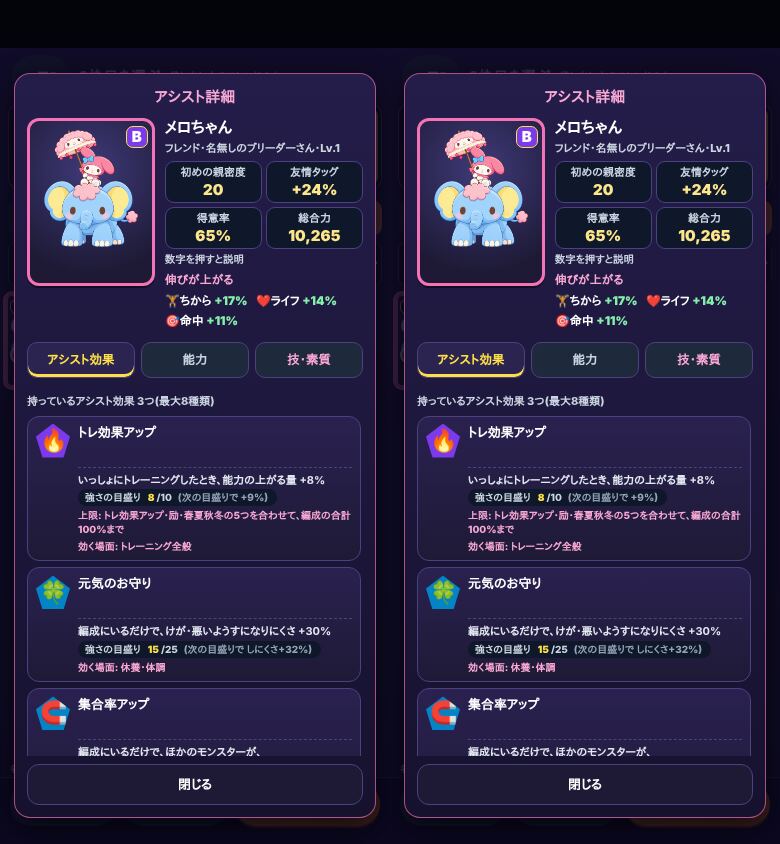 アシスト詳細
B
メロちゃん
フレンド・名無しのブリーダーさん・Lv.1
初めの親密度
20
友情タッグ
+24%
得意率
65%
総合力
10,265
数字を押すと説明
伸びが上がる
ちから +17% ライフ +14%
命中 +11%
アシスト効果
能力
技・素質
持っているアシスト効果 3つ(最大8種類)
トレ効果アップ
いっしょにトレーニングしたとき、能力の上がる量 +8%
強さの目盛り 8/10 (次の目盛りで +9%)
上限: トレ効果アップ・励・春夏秋冬の5つを合わせて、編成の合計
100%まで
効く場面: トレーニング全般
元気のお守り
編成にいるだけで、けが・悪いようすになりにくさ +30%
強さの目盛り 15/25 (次の目盛りで しにくさ+32%)
効く場面: 休養・体調
集合率アップ
編成にいるだけで、ほかのモンスターが、
閉じる
アシスト詳細
B
メロちゃん
フレンド・名無しのブリーダーさん・Lv.1
初めの親密度
20
友情タッグ
+24%
得意率
65%
総合力
10,265
数字を押すと説明
伸びが上がる
ちから +17% ライフ +14%
命中 +11%
アシスト効果
能力
技・素質
持っているアシスト効果 3つ(最大8種類)
トレ効果アップ
いっしょにトレーニングしたとき、能力の上がる量 +8%
強さの目盛り 8/10 (次の目盛りで +9%)
上限: トレ効果アップ・励・春夏秋冬の5つを合わせて、編成の合計
100%まで
効く場面: トレーニング全般
元気のお守り
編成にいるだけで、けが・悪いようすになりにくさ +30%
強さの目盛り 15/25 (次の目盛りで しにくさ+32%)
効く場面: 休養・体調
集合率アップ
編成にいるだけで、ほかのモンスターが、
閉じる